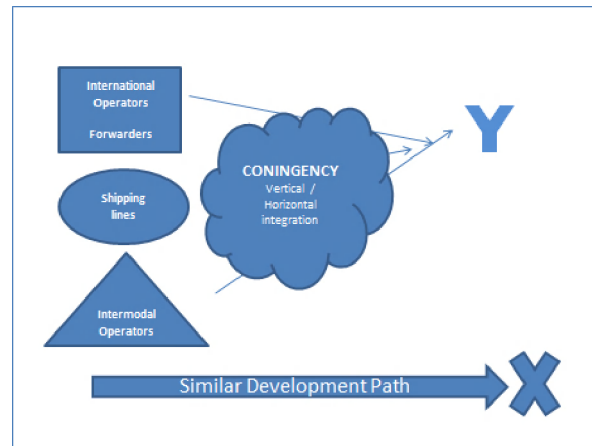 International
Operators
Forwarders
Shipping
lines
Intermodal
Operators
CONINGENCY
Vertical /
Horizontal
integration
Y
Similar Development Path
X